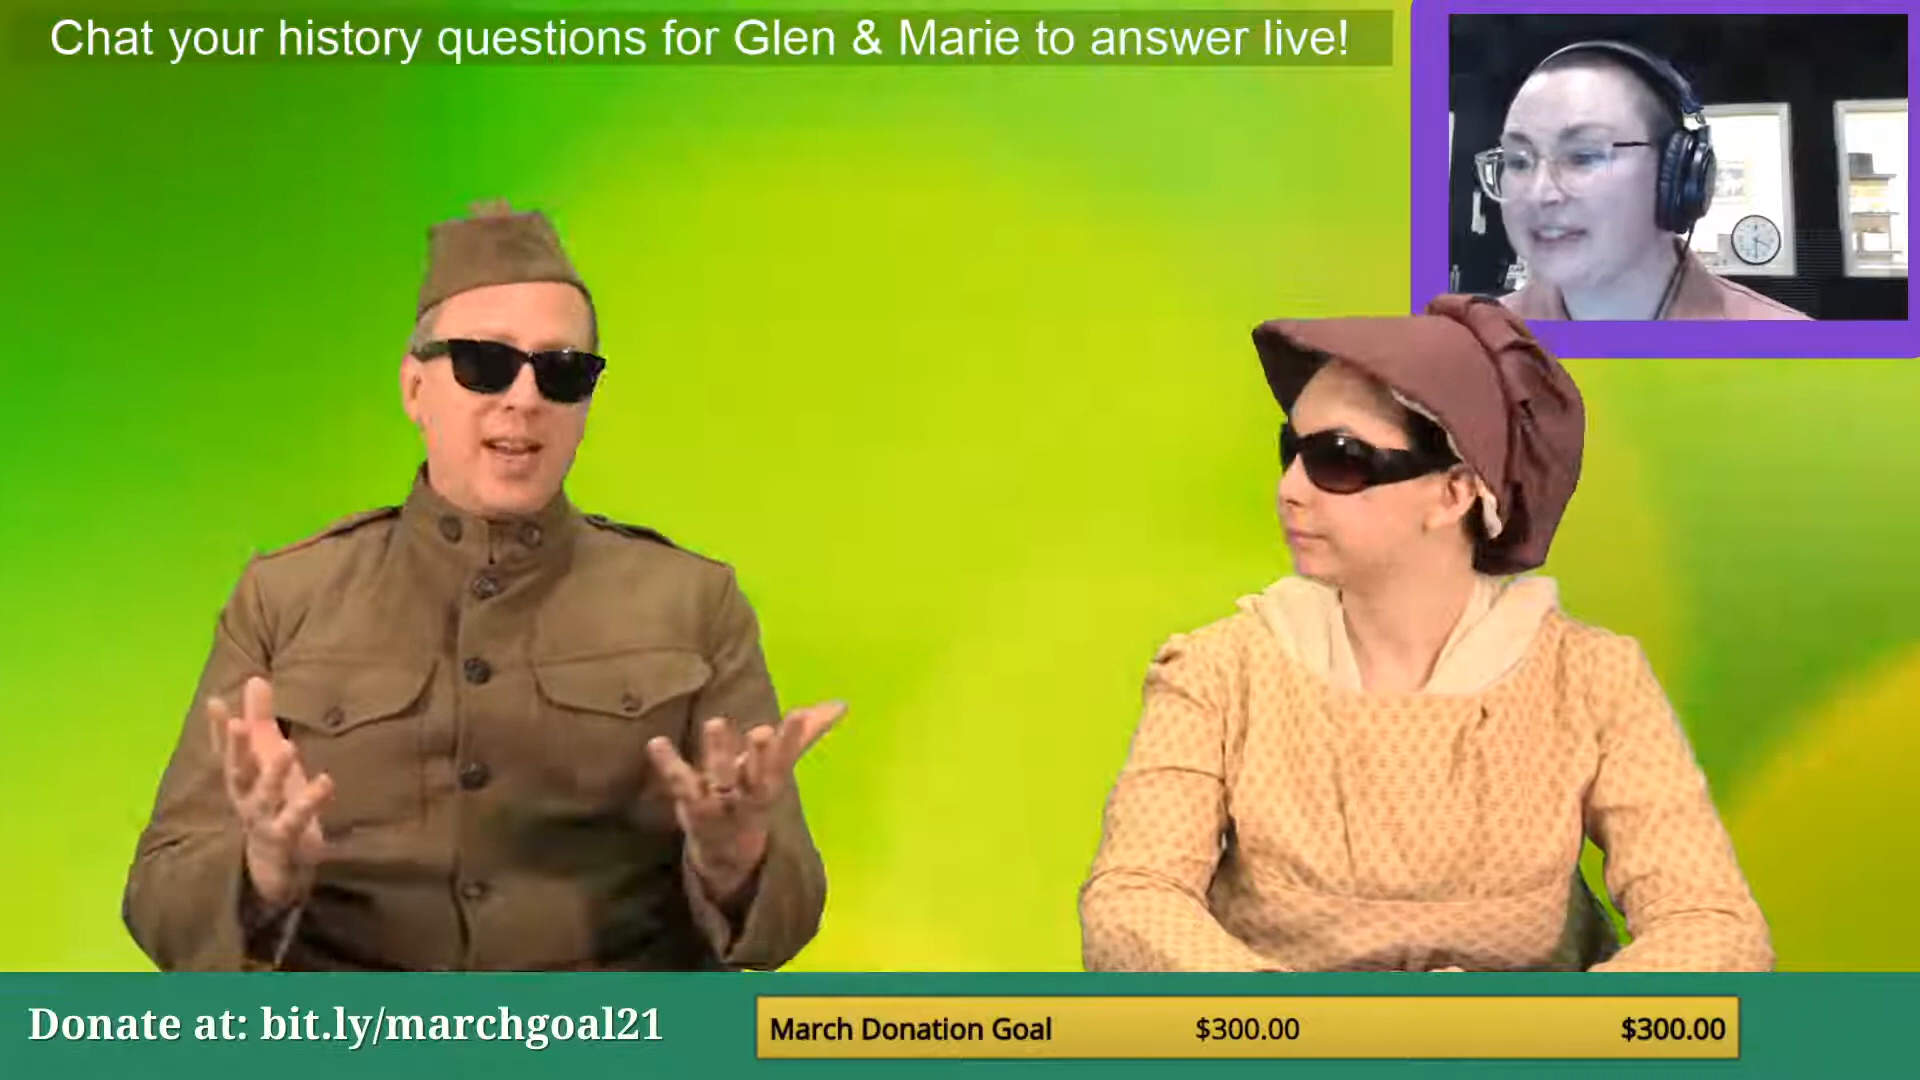 Chat your history questions for Glen & Marie to answer live!
Donate at: bit.ly/marchgoal21
March Donation Goal $300.00 $300.00